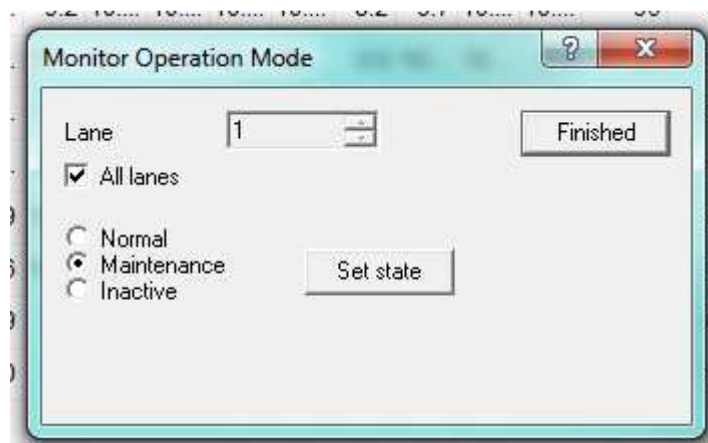 Monitor Operation Mode
?
X
Lane 1
Finished
All lanes
Normal
Maintenance
Set state
Inactive